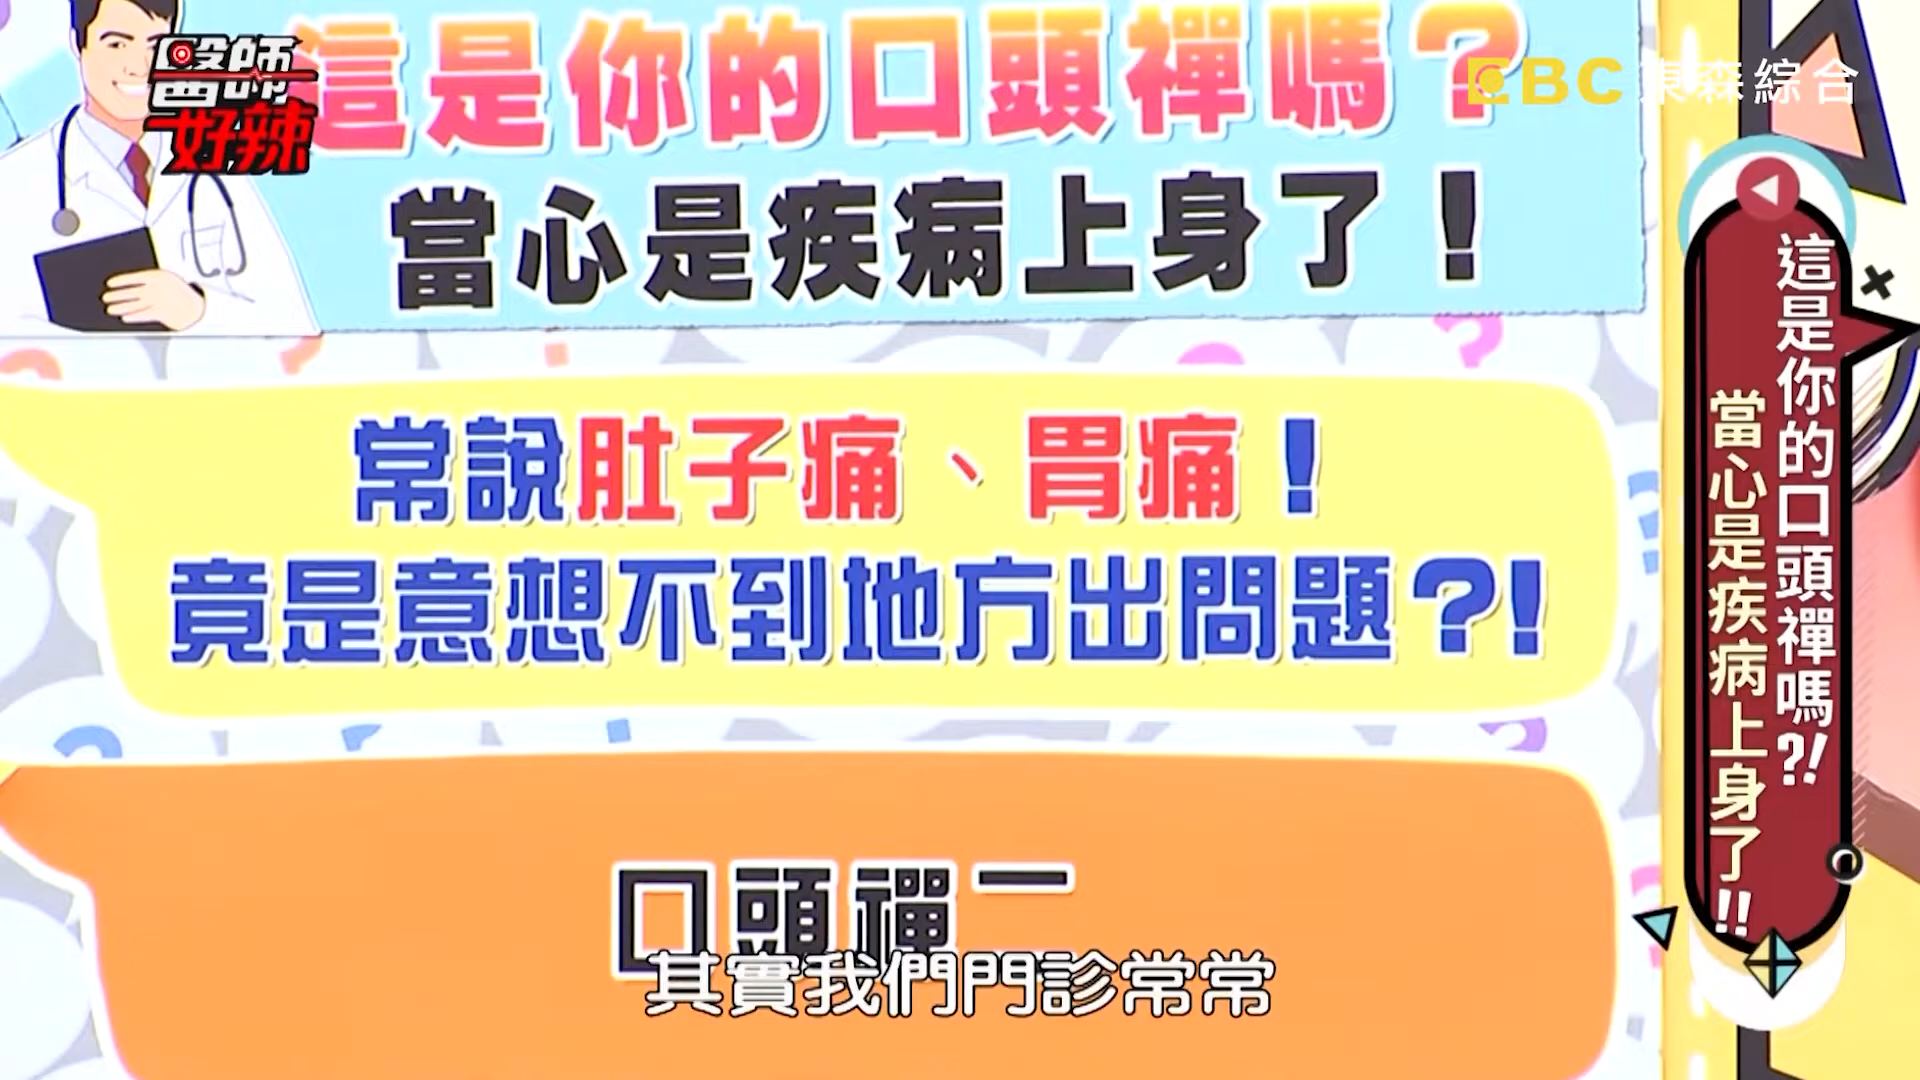 醫師
好辣
這是你的口頭禪嗎？
當心是疾病上身了！
EBC 東森綜合
常說肚子痛、胃痛！
竟是意想不到地方出問題？!
口頭禪二
其實我們門診常常
這是你的口頭禪嗎?!
當心是疾病上身了!!